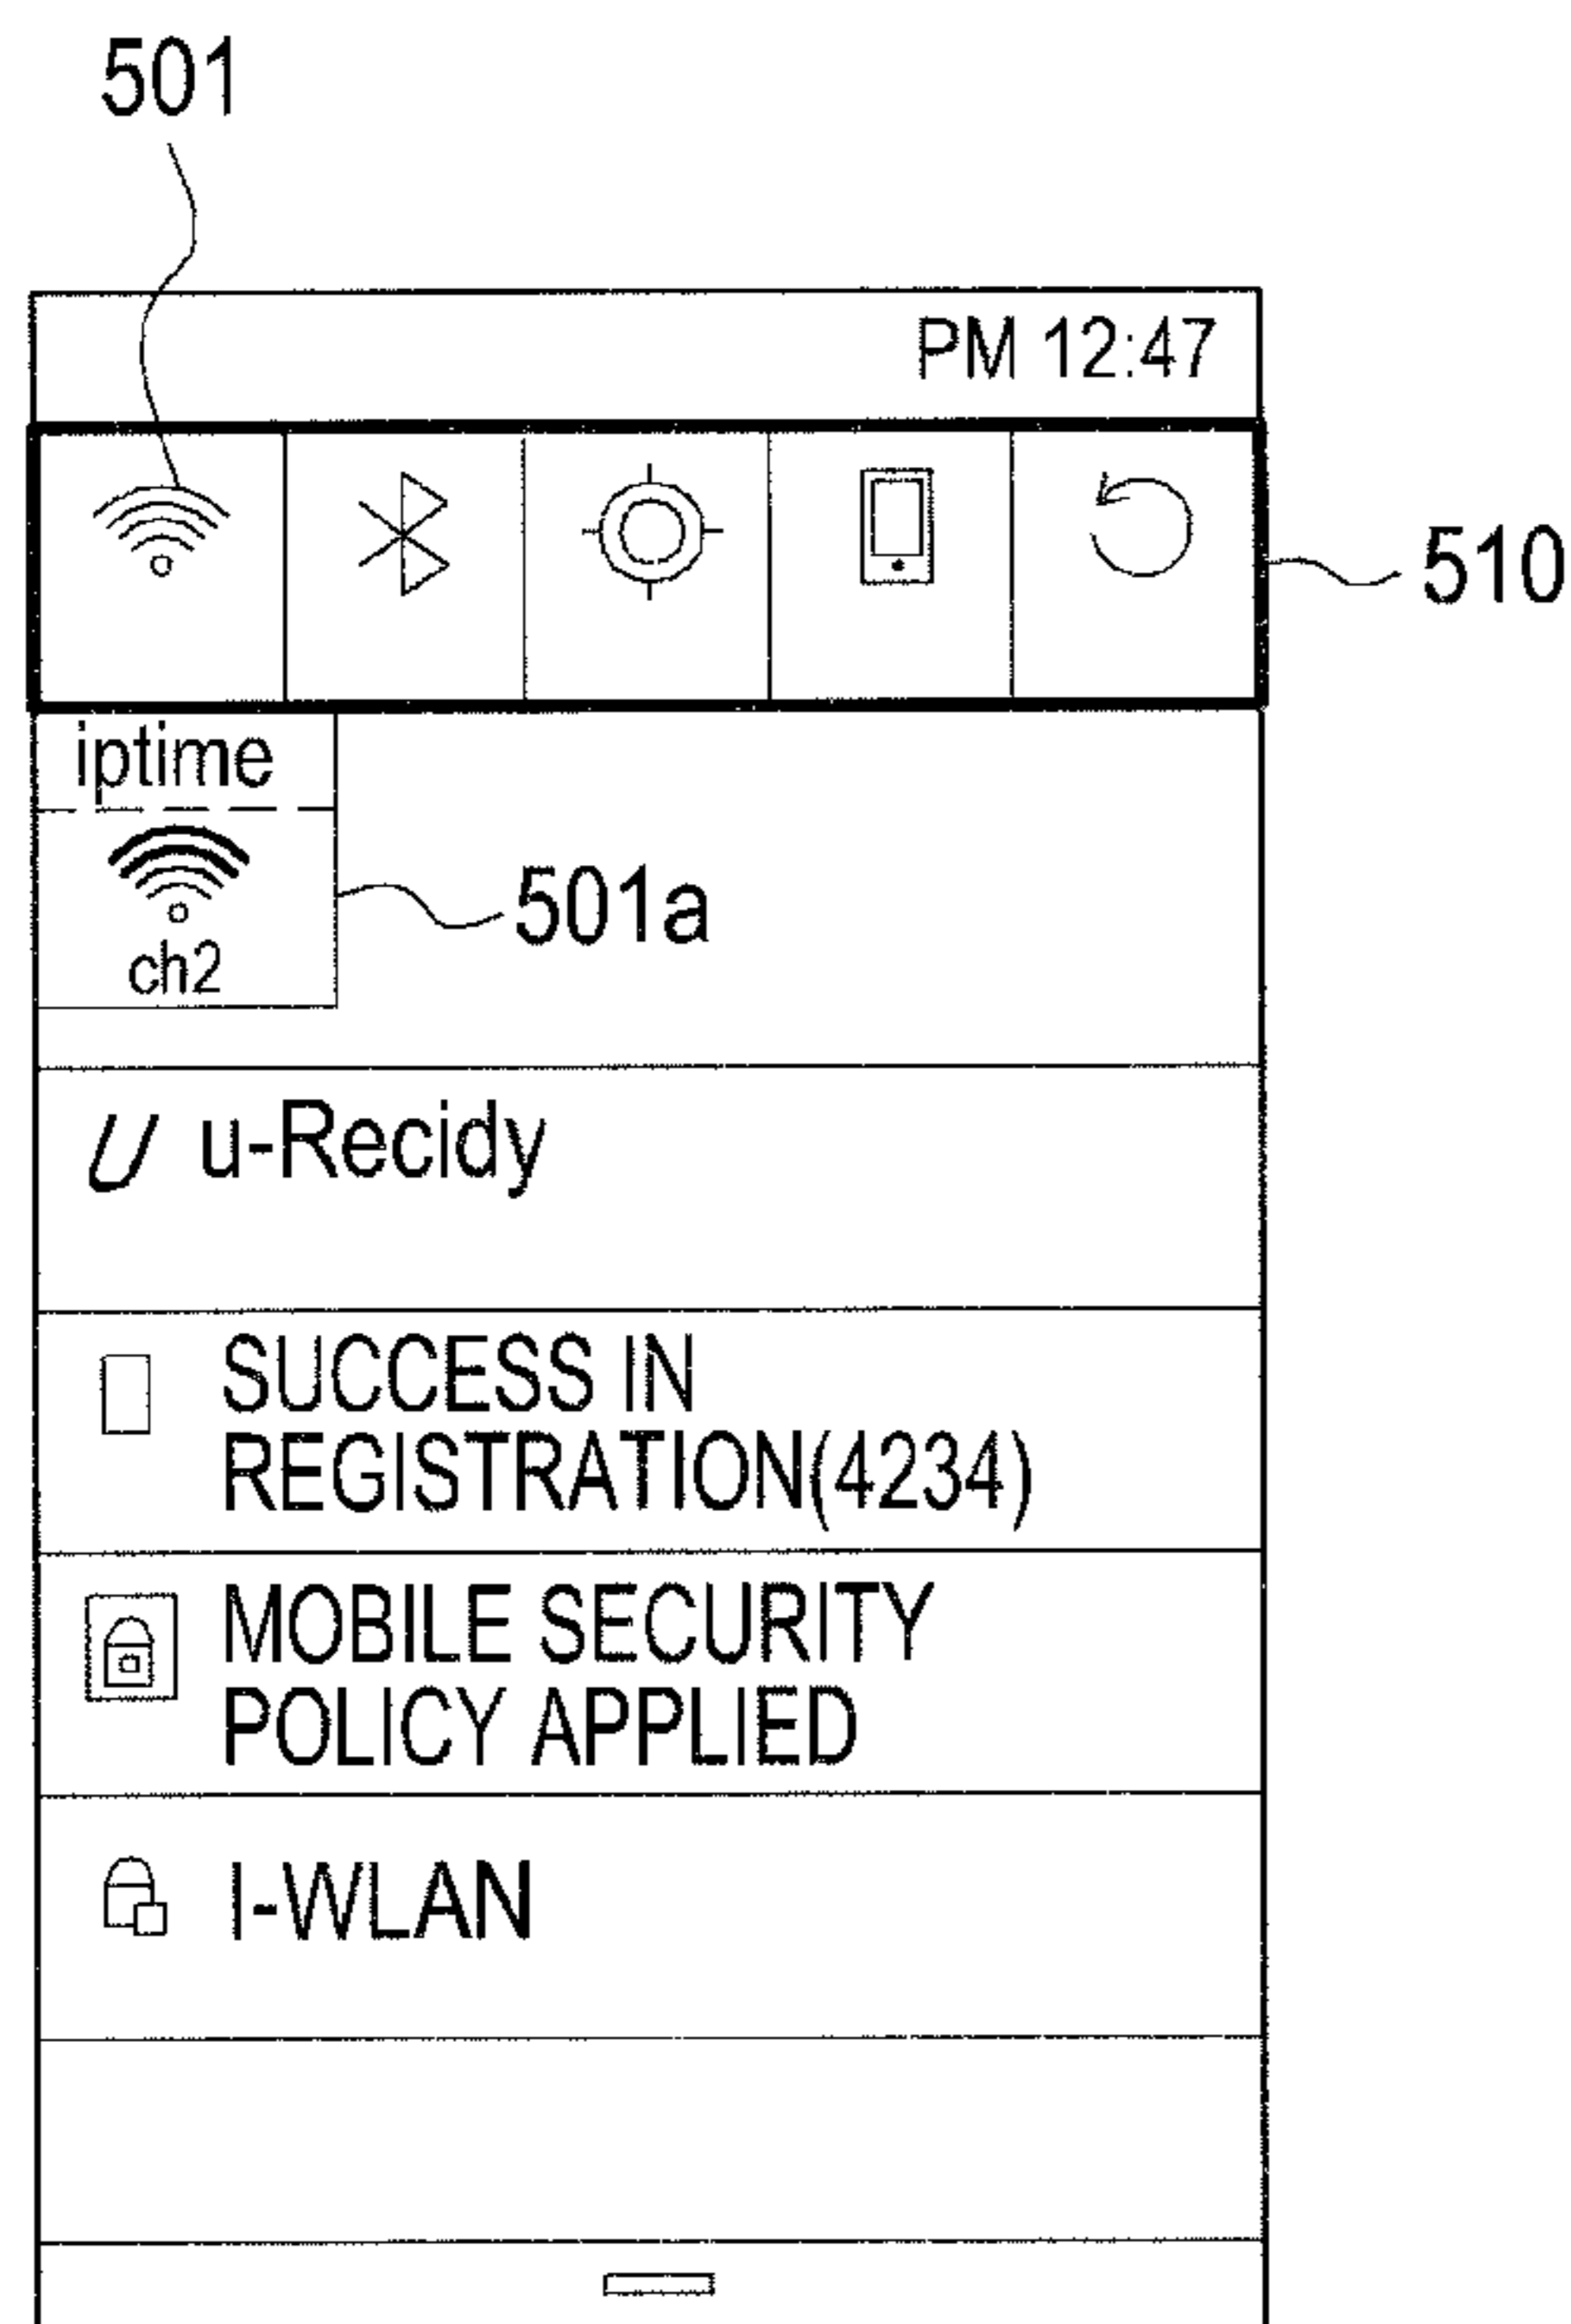 501
PM 12:47
510
iptime
501a
ch2
U u-Recidy
SUCCESS IN
REGISTRATION(4234)
MOBILE SECURITY
POLICY APPLIED
I-WLAN